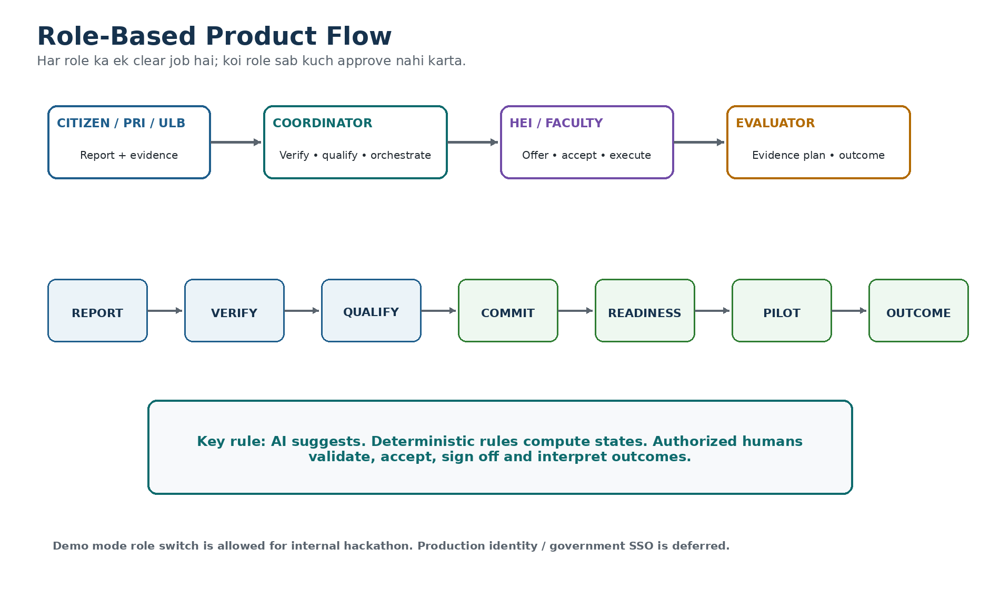 Role-Based Product Flow
Har role ka ek clear job hai; koi role sab kuch approve nahi karta.
CITIZEN / PRI / ULB
Report + evidence
COORDINATOR
Verify • qualify • orchestrate
HEI / FACULTY
Offer • accept • execute
EVALUATOR
Evidence plan • outcome
REPORT
VERIFY
QUALIFY
COMMIT
READINESS
PILOT
OUTCOME
Key rule: AI suggests. Deterministic rules compute states. Authorized humans
validate, accept, sign off and interpret outcomes.
Demo mode role switch is allowed for internal hackathon. Production identity / government SSO is deferred.